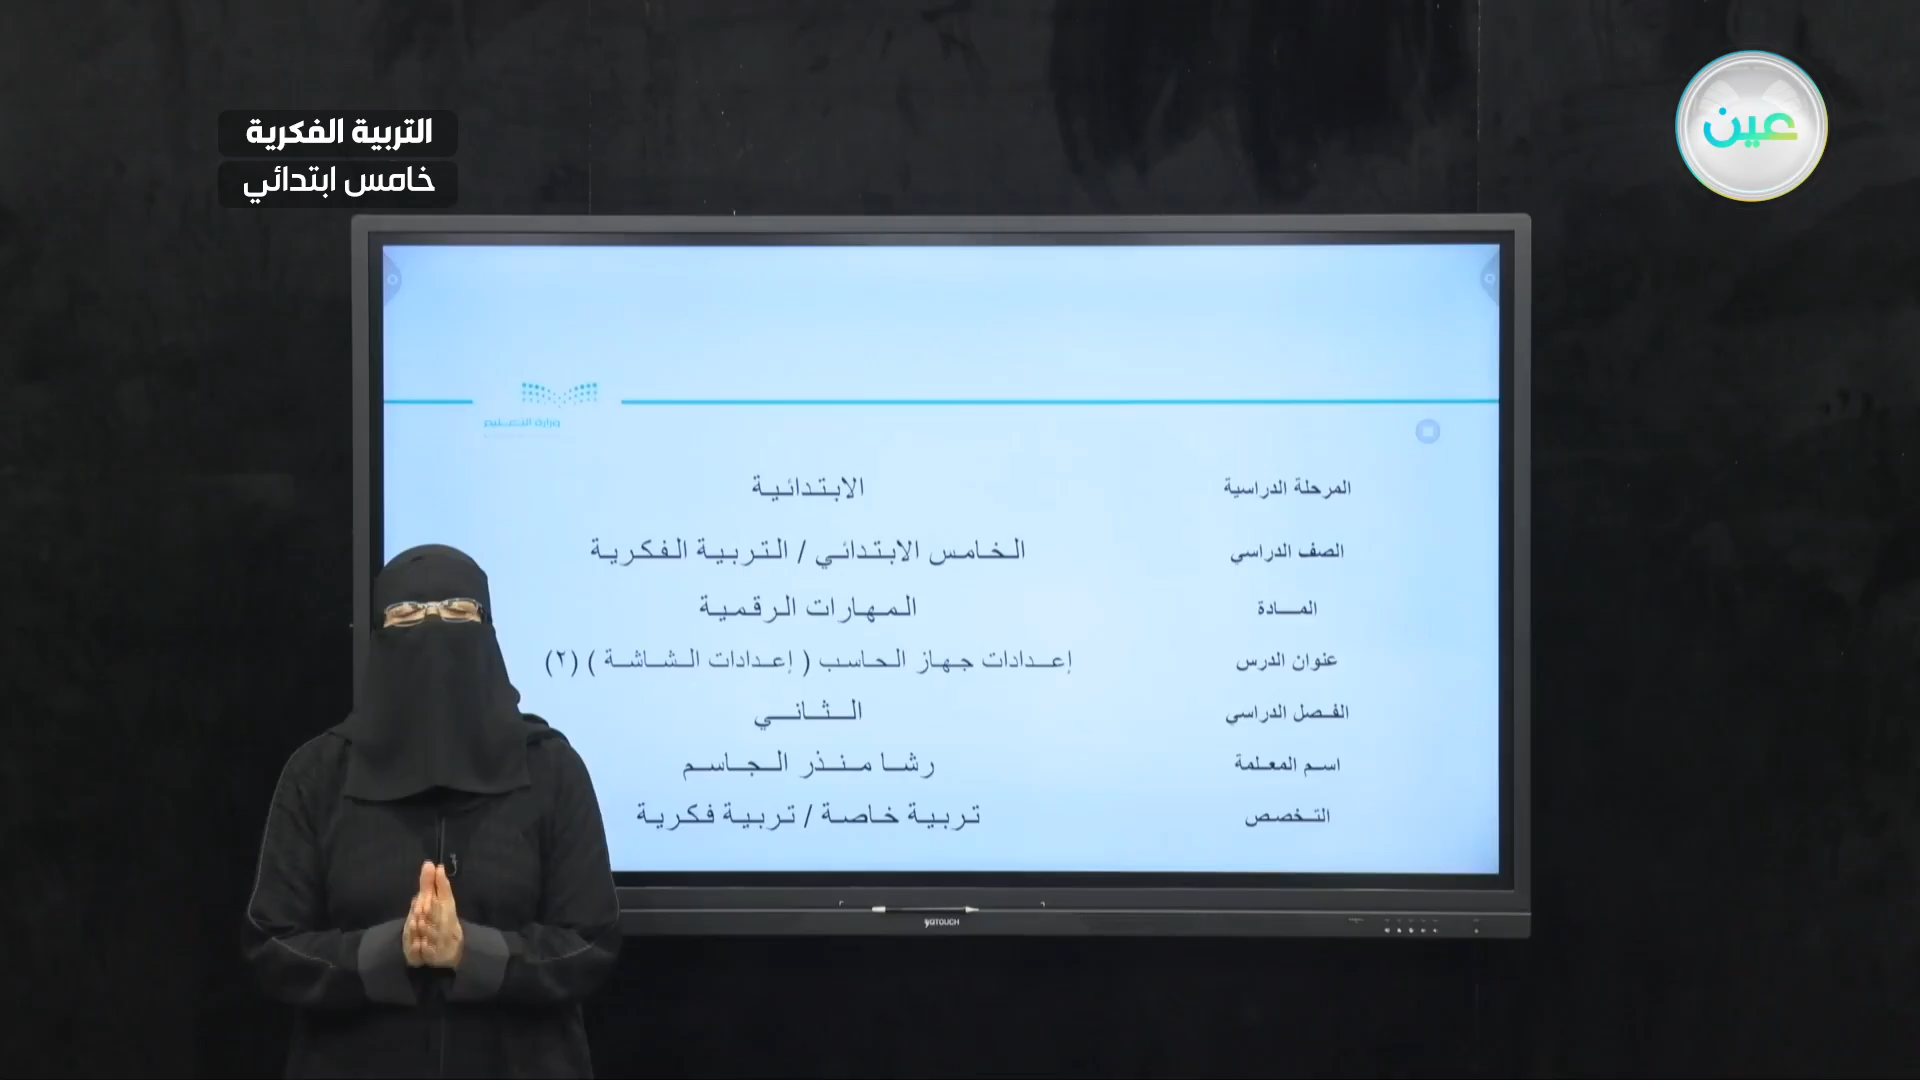 التربية الفكرية
خامس ابتدائي
عين
وزارة التعليم
المرحلة الدراسية الابتدائية
الصف الدراسي الخامس الابتدائي / التربية الفكرية
المادة المهارات الرقمية
عنوان الدرس إعدادات جهاز الحاسب ( إعدادات الشاشة ) (٢)
الفصل الدراسي الثاني
اسم المعلمة رشا منذر الجاسم
التخصص تربية خاصة / تربية فكرية
YOTOUCH